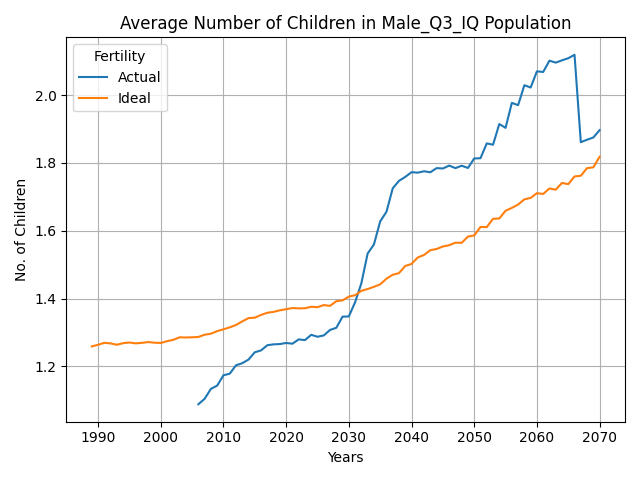 Average Number of Children in Male_Q3_IQ Population
Fertility
Actual
Ideal
No. of Children
2.0
1.8
1.6
1.4
1.2
1990 2000 2010 2020 2030 2040 2050 2060 2070
Years